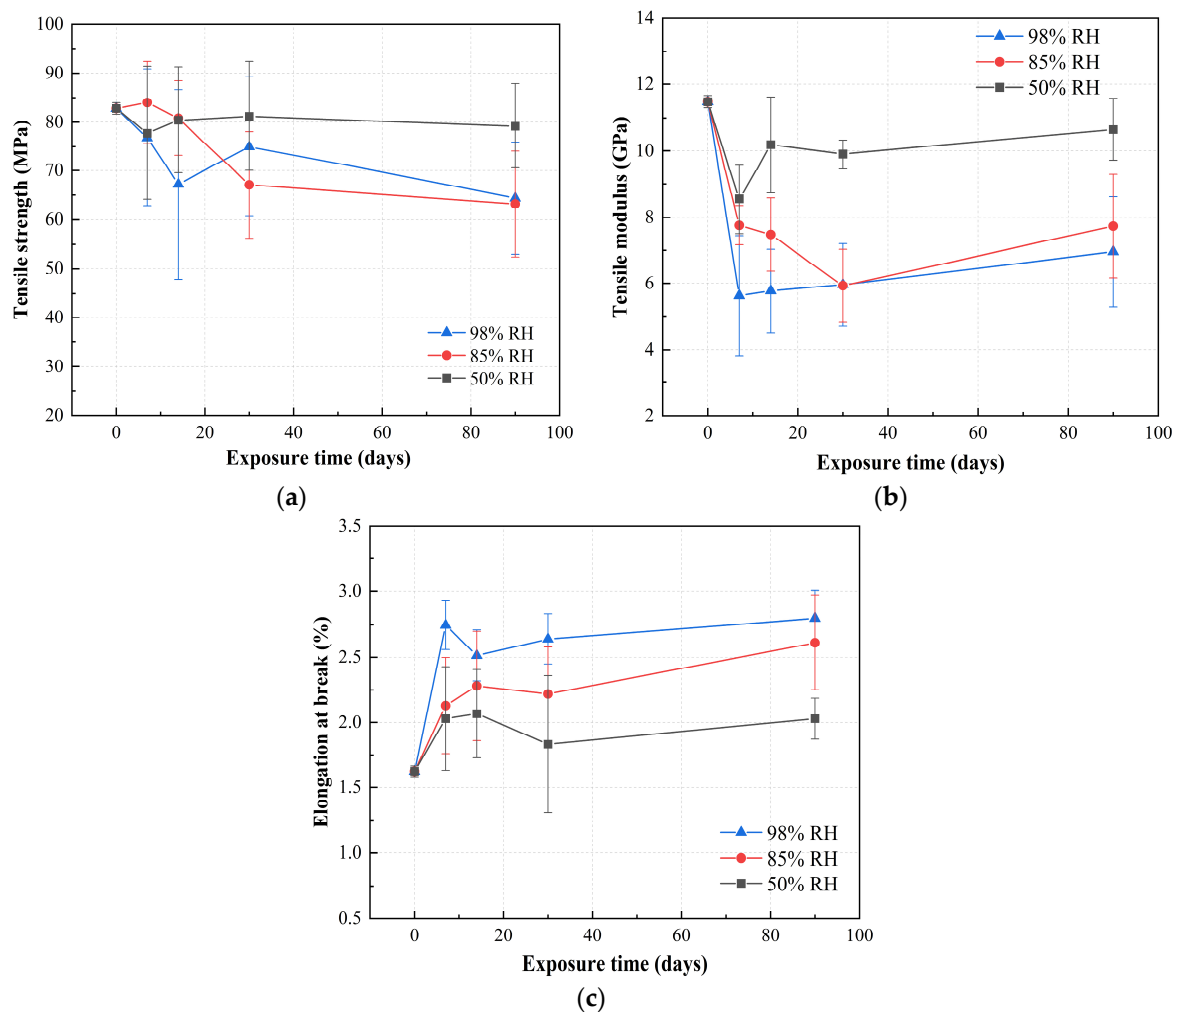 100
90
80
70
60
50
40
30
20
Tensile strength (MPa)
98% RH
85% RH
50% RH
0 20 40 60 80 100
Exposure time (days)
(a)
14
12
10
8
6
4
2
Tensile modulus (GPa)
98% RH
85% RH
50% RH
0 20 40 60 80 100
Exposure time (days)
(b)
3.5
3.0
2.5
2.0
1.5
1.0
0.5
Elongation at break (%)
98% RH
85% RH
50% RH
0 20 40 60 80 100
Exposure time (days)
(c)